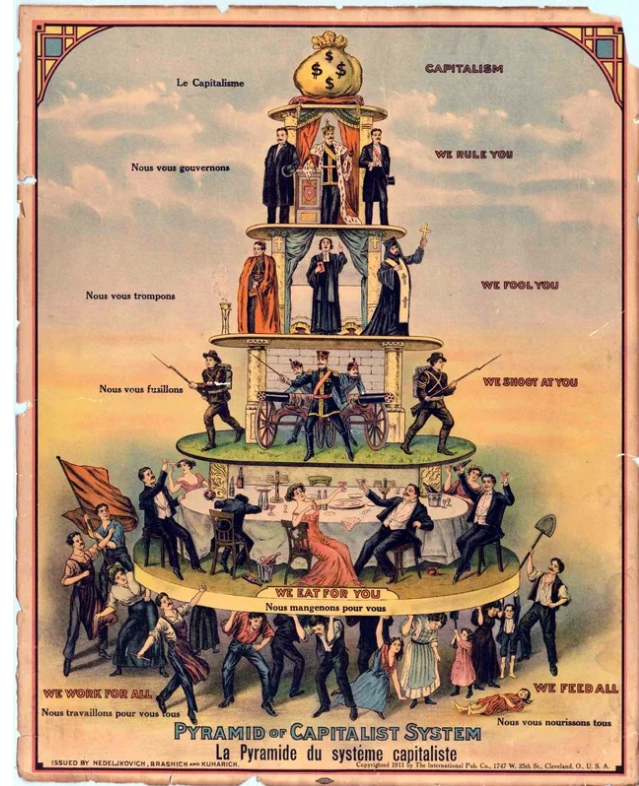 $ $ $ $
Le Capitalisme
CAPITALISM
Nous vous gouvernons
WE RULE YOU
Nous vous trompons
WE FOOL YOU
Nous vous fusillons
WE SHOOT AT YOU
WE EAT FOR YOU
Nous mangenons pour vous
WE WORK FOR ALL
WE FEED ALL
Nous travaillons pour vous tous
Nous vous nourissons tous
PYRAMID OF CAPITALIST SYSTEM
La Pyramide du système capitaliste
ISSUED BY NEDELJKOVICH, BRASHICH AND KUHARICH.
Copyrighted 1911 by The International Pub. Co., 1747 W. 25th St., Cleveland, O., U. S. A.